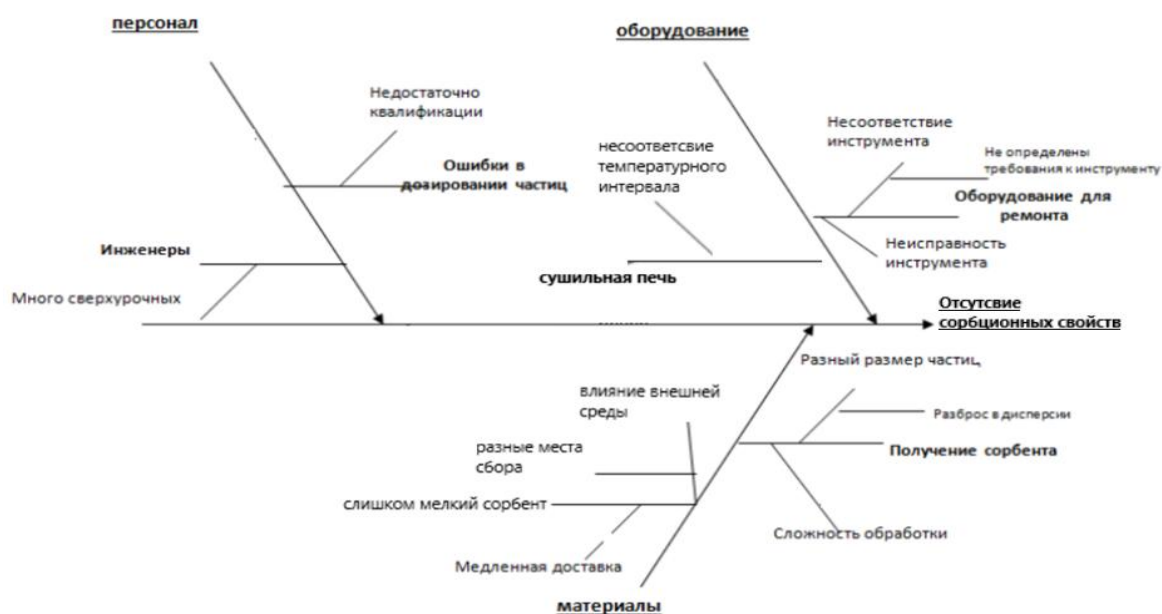 персонал
оборудование
Недостаточно
квалификации
Несоответствие
инструмента
несоответсвие
температурного
интервала
Не определены
требования к инструменту
Ошибки в
дозировании частиц
Оборудование для
ремонта
Инженеры
Неисправность
инструмента
сушильная печь
Много сверхурочных
Отсутсвие
сорбционных свойств
Разный размер частиц
влияние внешней
среды
Разброс в дисперсии
разные места
сбора
Получение сорбента
слишком мелкий сорбент
Сложность обработки
Медленная доставка
материалы